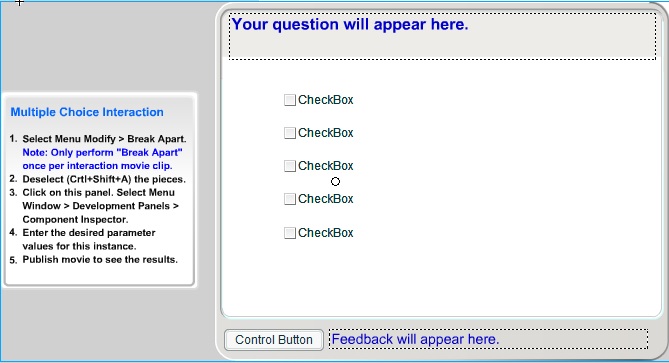 Your question will appear here.
Multiple Choice Interaction
1. Select Menu Modify > Break Apart.
Note: Only perform "Break Apart"
once per interaction movie clip.
2. Deselect (Crtl+Shift+A) the pieces.
3. Click on this panel. Select Menu
Window > Development Panels >
Component Inspector.
4. Enter the desired parameter
values for this instance.
5. Publish movie to see the results.
CheckBox
CheckBox
CheckBox
CheckBox
CheckBox
Control Button
Feedback will appear here.